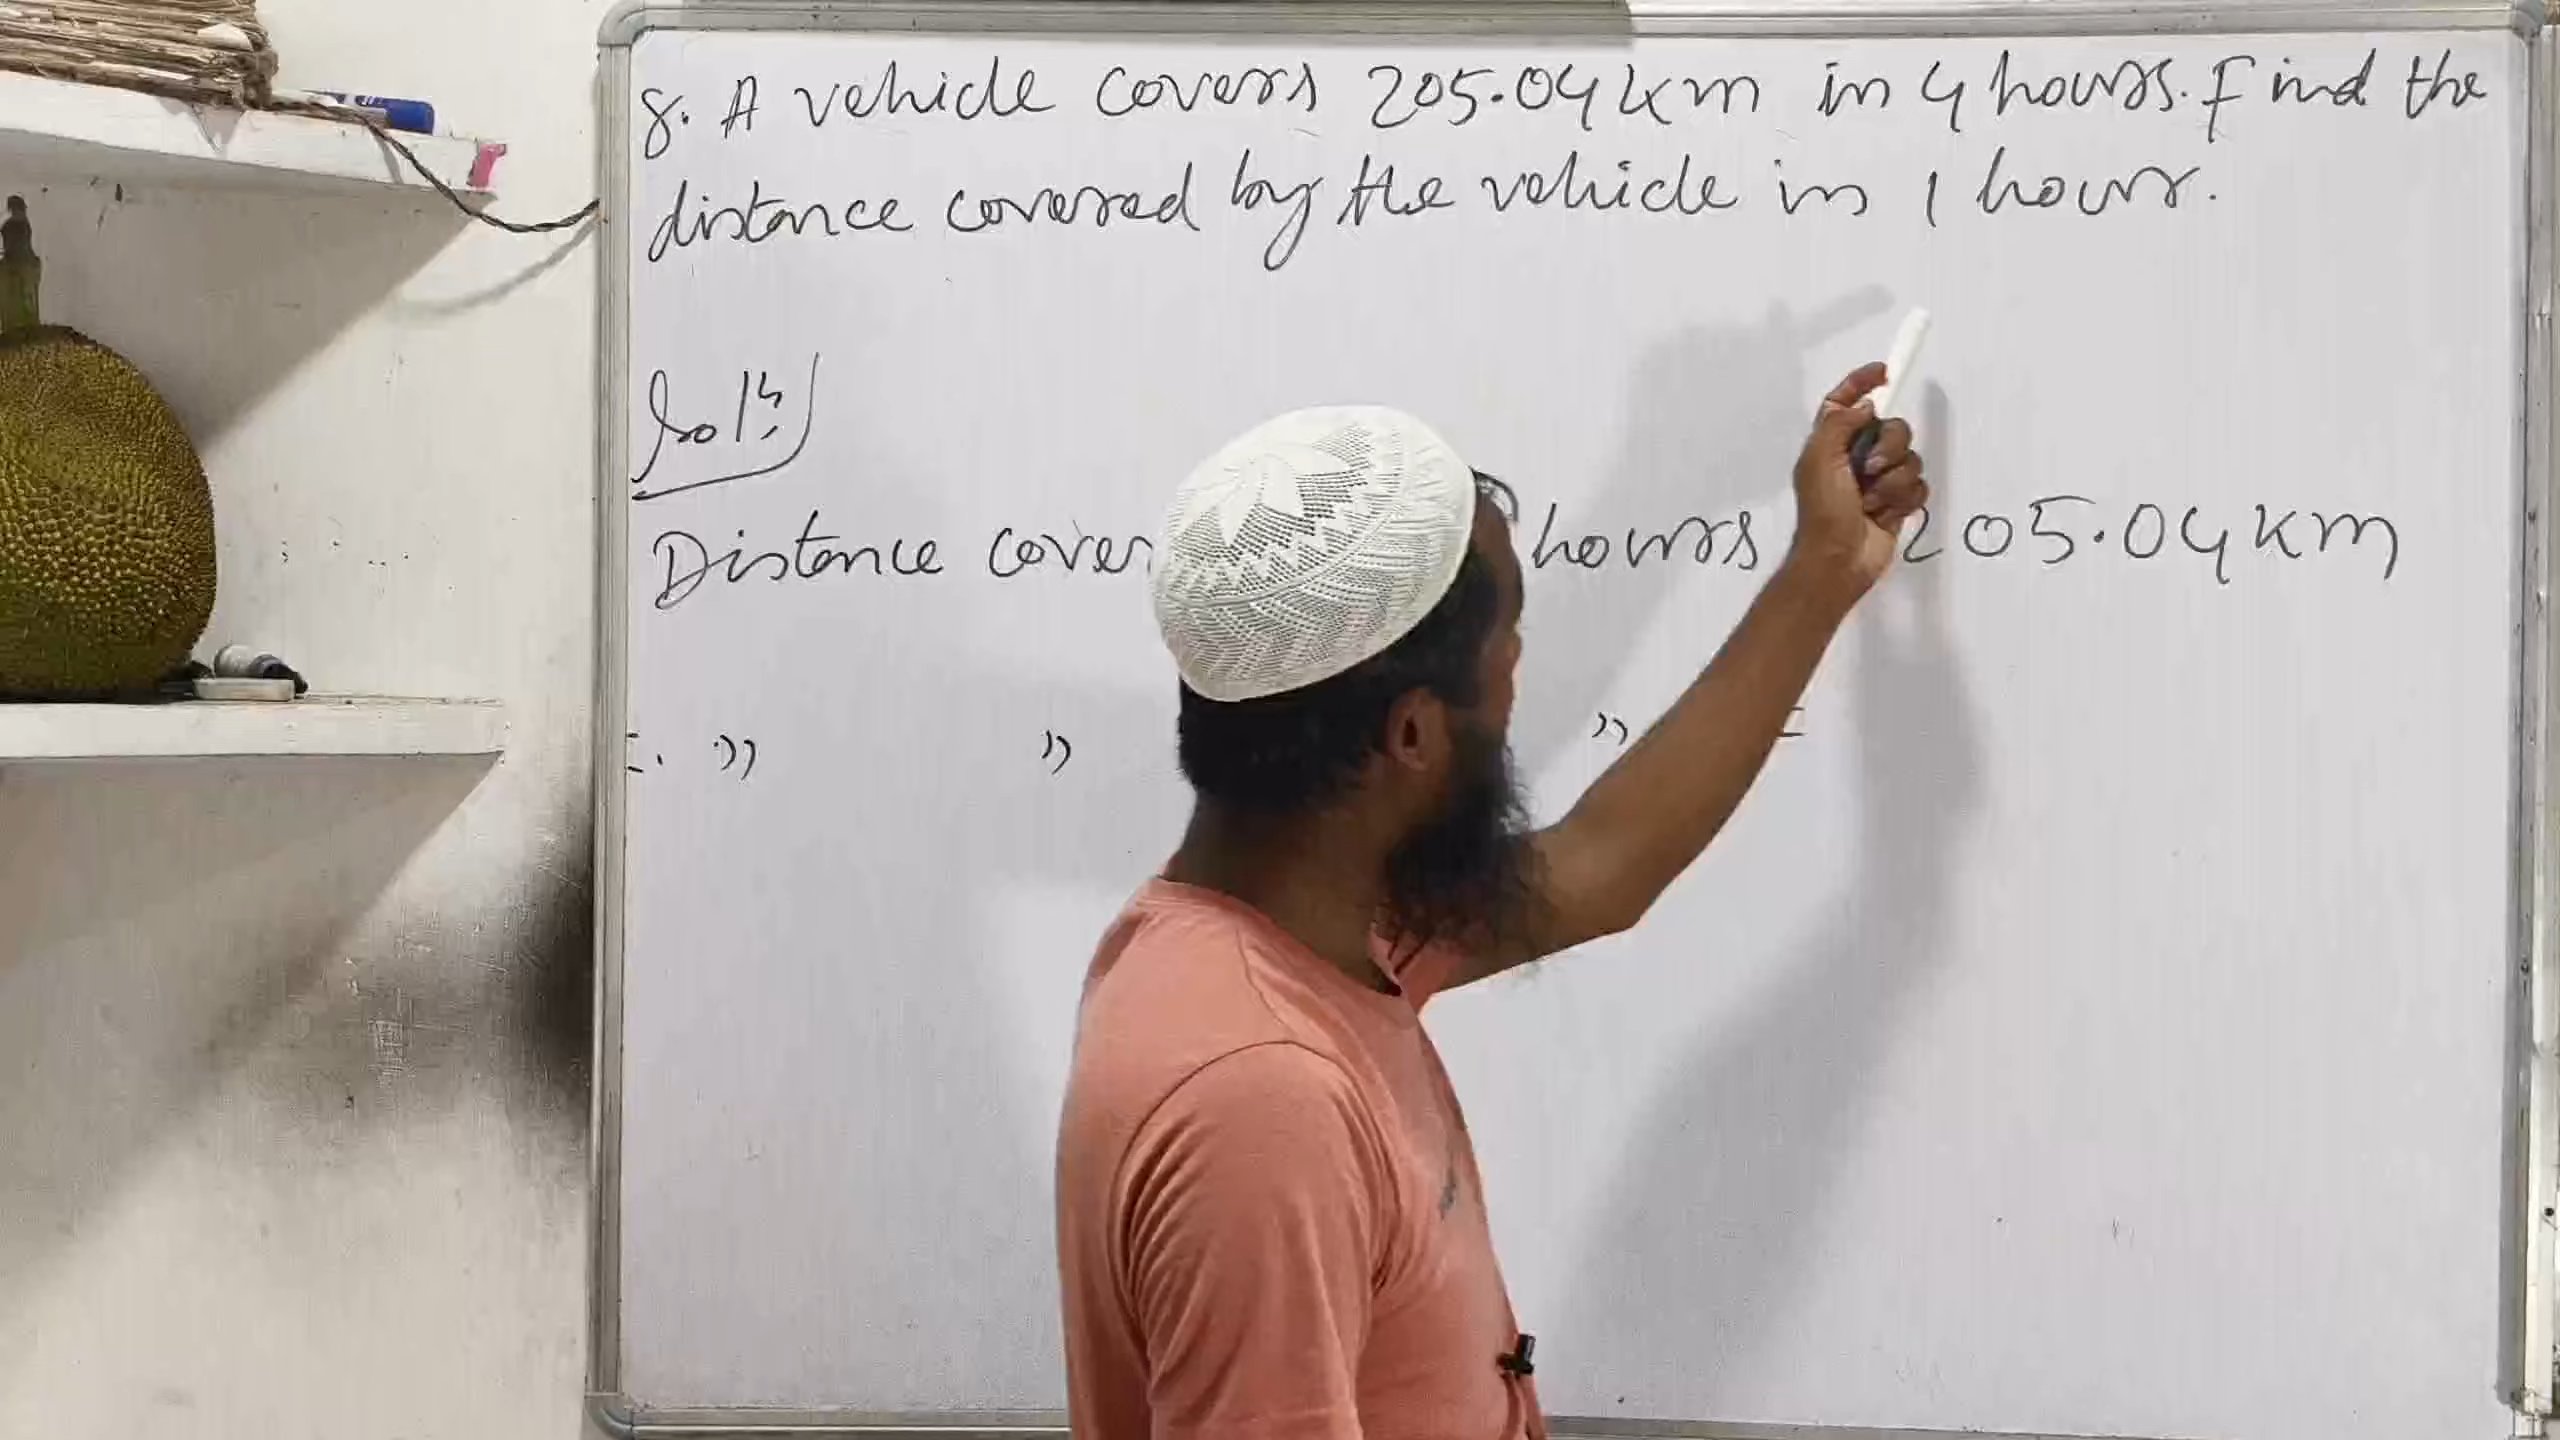 8. A vehicle covers 205.04 km in 4 hours. Find the
distance covered by the vehicle in 1 hour.
Soln
Distance cover hours 205.04 km
∴ ,, ,, ,, =